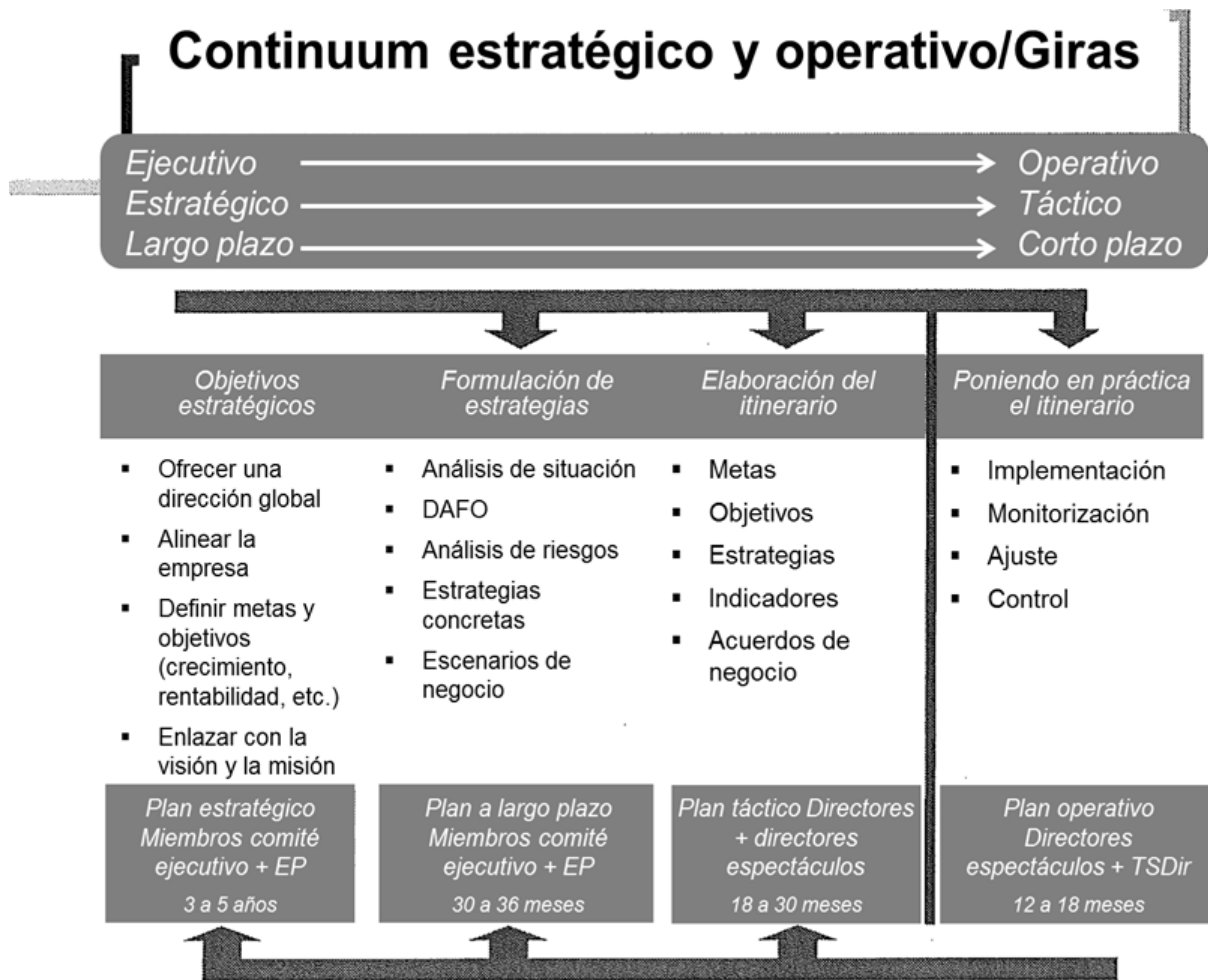 Continuum estratégico y operativo/Giras
Ejecutivo
Operativo
Estratégico
Táctico
Largo plazo
Corto plazo
Objetivos
estratégicos
▪ Ofrecer una
dirección global
▪ Alinear la
empresa
▪ Definir metas y
objetivos
(crecimiento,
rentabilidad, etc.)
▪ Enlazar con la
visión y la misión
Plan estratégico
Miembros comité
ejecutivo + EP
3 a 5 años
Formulación de
estrategias
▪ Análisis de situación
▪ DAFO
▪ Análisis de riesgos
▪ Estrategias
concretas
▪ Escenarios de
negocio
Plan a largo plazo
Miembros comité
ejecutivo + EP
30 a 36 meses
Elaboración del
itinerario
▪ Metas
▪ Objetivos
▪ Estrategias
▪ Indicadores
▪ Acuerdos de
negocio
Plan táctico Directores
+ directores
espectáculos
18 a 30 meses
Poniendo en práctica
el itinerario
▪ Implementación
▪ Monitorización
▪ Ajuste
▪ Control
Plan operativo
Directores
espectáculos + TSDir
12 a 18 meses